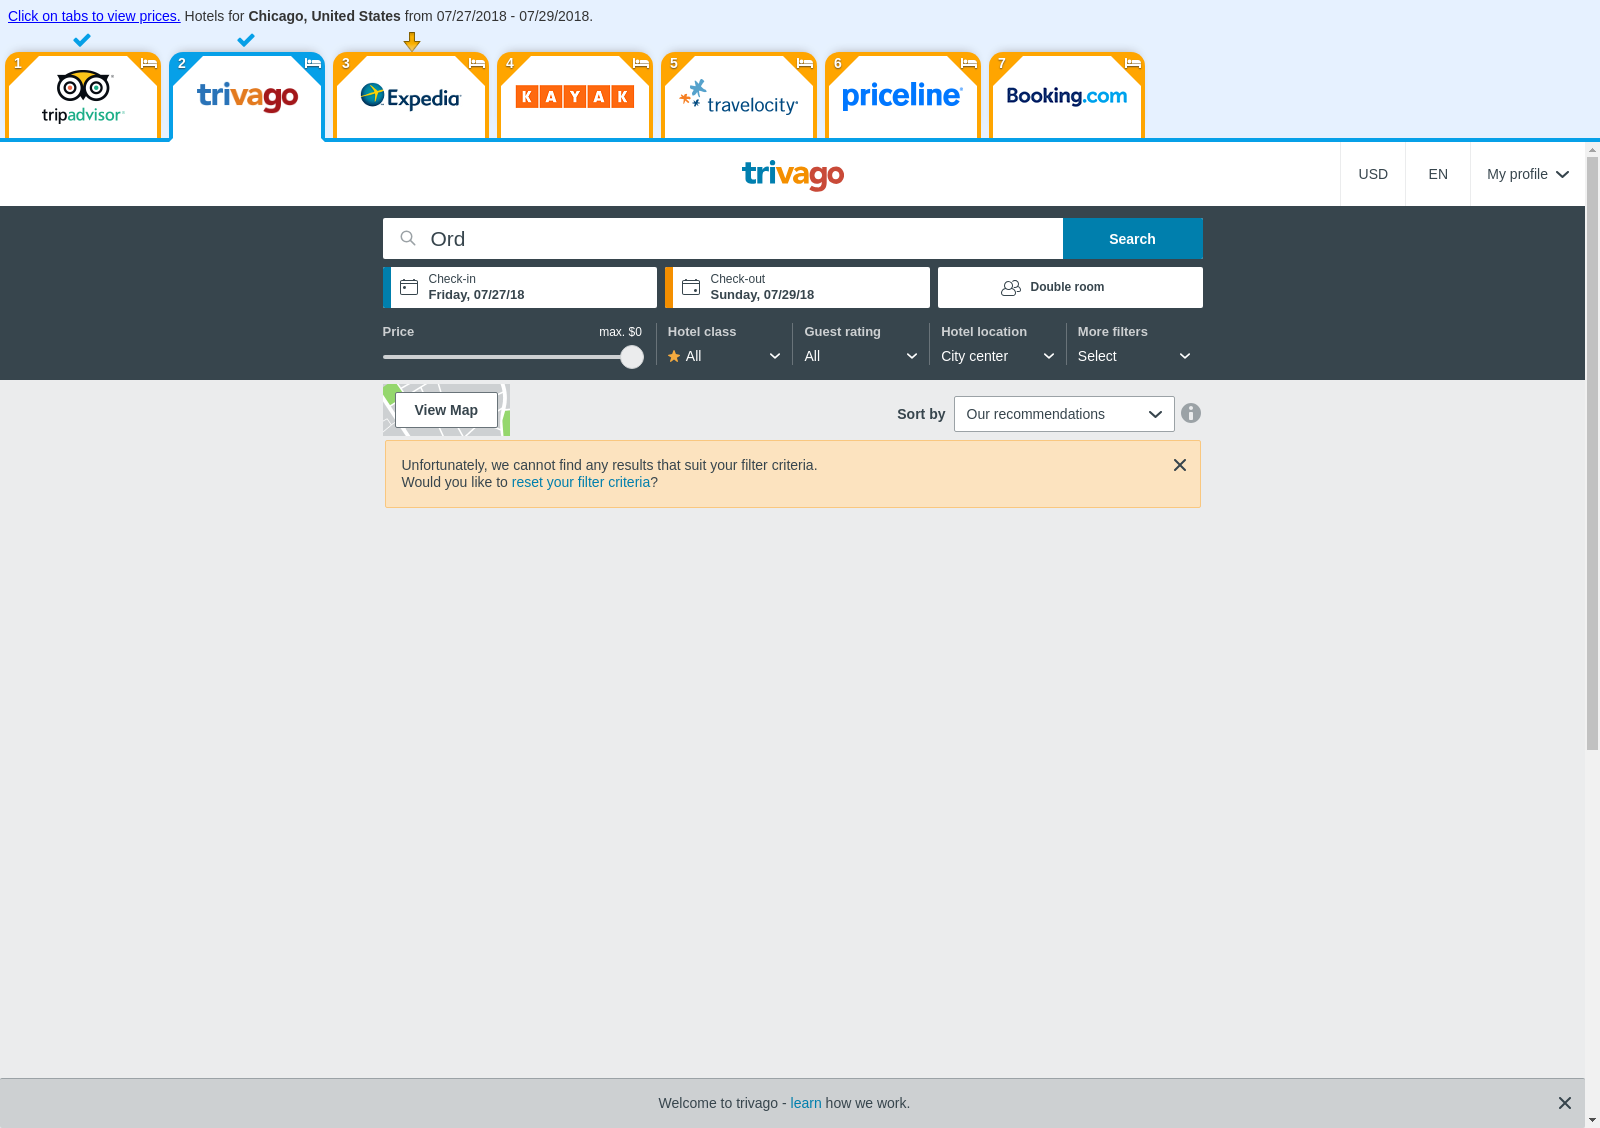 Click on tabs to view prices. Hotels for Chicago, United States from 07/27/2018 - 07/29/2018.
1 2 3 4 5 6 7
tripadvisor trivago Expedia KAYAK travelocity priceline Booking.com
trivago USD EN My profile
Ord Search
Check-in Check-out
Friday, 07/27/18 Sunday, 07/29/18 Double room
Price max. $0 Hotel class Guest rating Hotel location More filters
All All City center Select
View Map Sort by Our recommendations
Unfortunately, we cannot find any results that suit your filter criteria.
Would you like to reset your filter criteria?
Welcome to trivago - learn how we work.